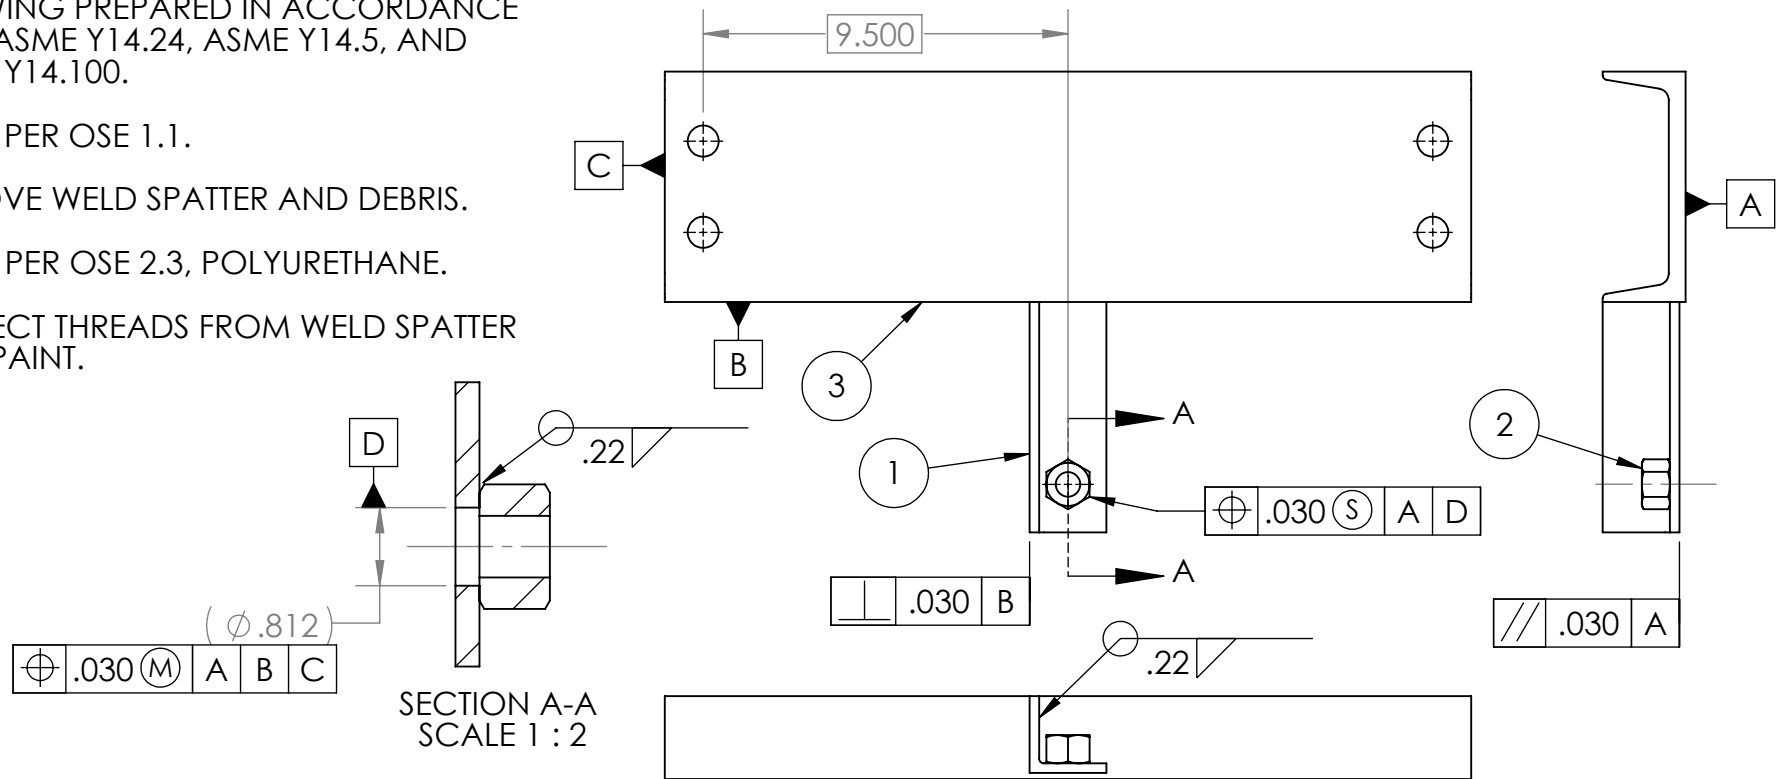 WING PREPARED IN ACCORDANCE
ASME Y14.24, ASME Y14.5, AND
Y14.100.
PER OSE 1.1.
OVE WELD SPATTER AND DEBRIS.
PER OSE 2.3, POLYURETHANE.
ECT THREADS FROM WELD SPATTER
PAINT.
9.500
C
A
B
3
A
2
D
.22
1
.030 Ⓢ A D
A
⟂ .030 B
// .030 A
(⌀.812)
⌖ .030 Ⓜ A B C
.22
SECTION A-A
SCALE 1 : 2